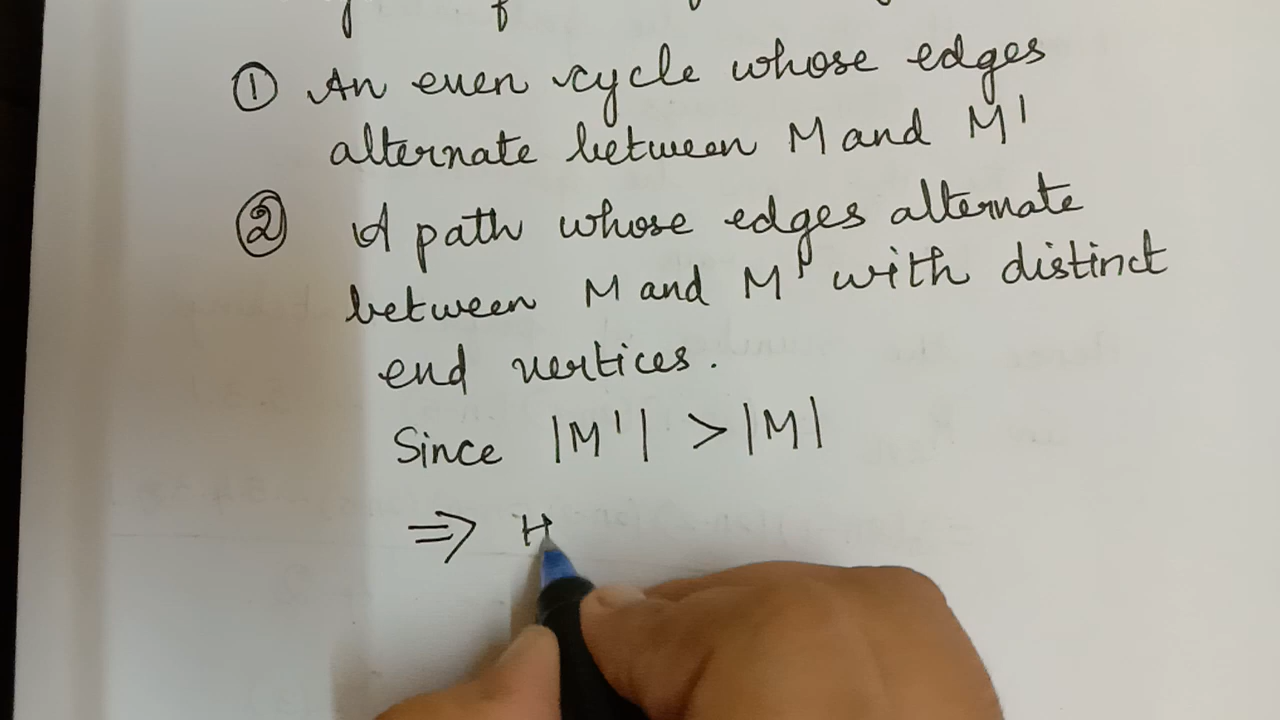 ① An even cycle whose edges
alternate between M and M'
② A path whose edges alternate
between M and M' with distinct
end vertices.
Since |M'| > |M|
⇒ H